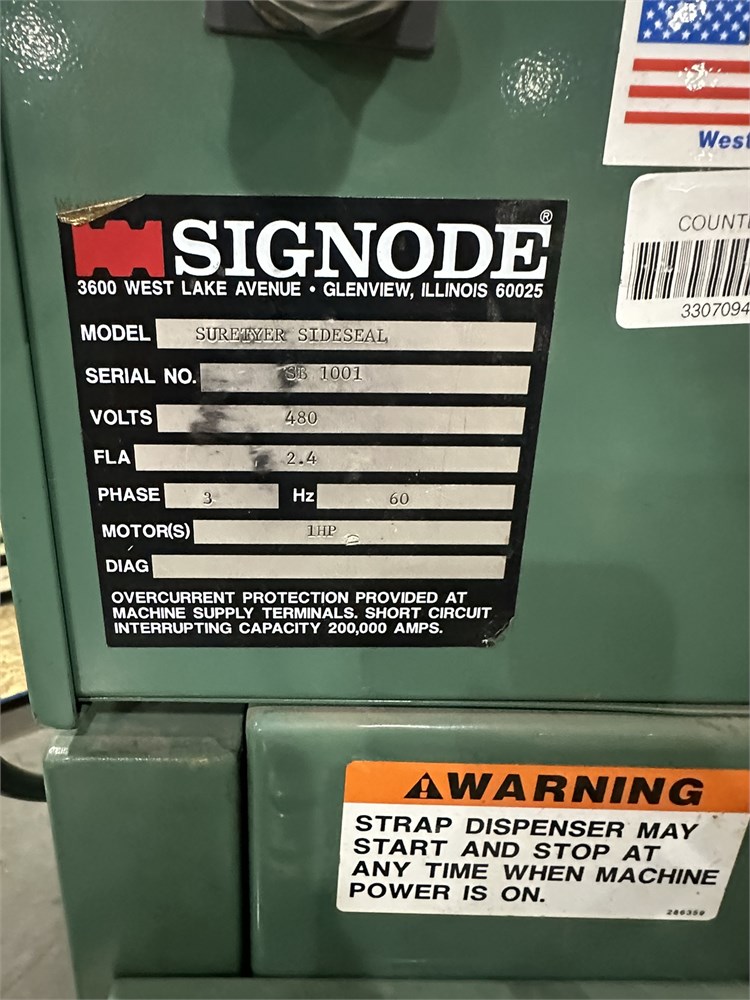 West
COUNT
3307094
SIGNODE®
3600 WEST LAKE AVENUE • GLENVIEW, ILLINOIS 60025
MODEL SURETYER SIDESEAL
SERIAL NO. SB 1001
VOLTS 480
FLA 2.4
PHASE 3 Hz 60
MOTOR(S) 1HP
DIAG
OVERCURRENT PROTECTION PROVIDED AT
MACHINE SUPPLY TERMINALS. SHORT CIRCUIT
INTERRUPTING CAPACITY 200,000 AMPS.
WARNING
STRAP DISPENSER MAY
START AND STOP AT
ANY TIME WHEN MACHINE
POWER IS ON.
286359